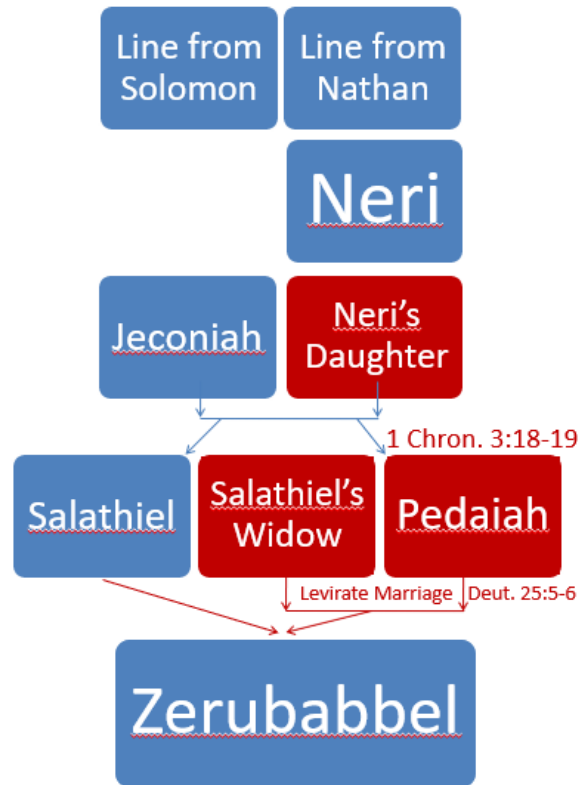 Line from
Solomon
Line from
Nathan
Neri
Jeconiah
Neri's
Daughter
1 Chron. 3:18-19
Salathiel
Salathiel's
Widow
Pedaiah
Levirate Marriage
Deut. 25:5-6
Zerubabbel